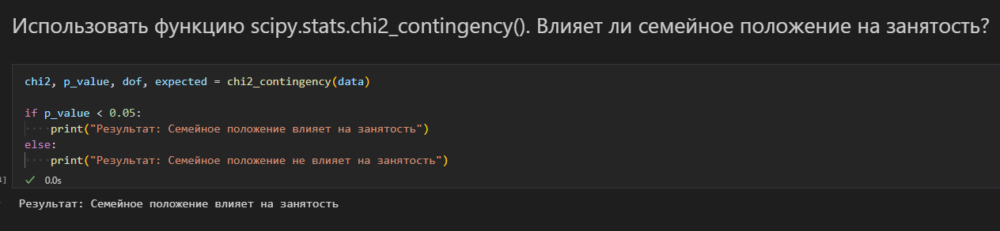 Использовать функцию scipy.stats.chi2_contingency(). Влияет ли семейное положение на занятость?
chi2, p_value, dof, expected = chi2_contingency(data)
if p_value < 0.05:
    print("Результат: Семейное положение влияет на занятость")
else:
    print("Результат: Семейное положение не влияет на занятость")
0.0s
Результат: Семейное положение влияет на занятость